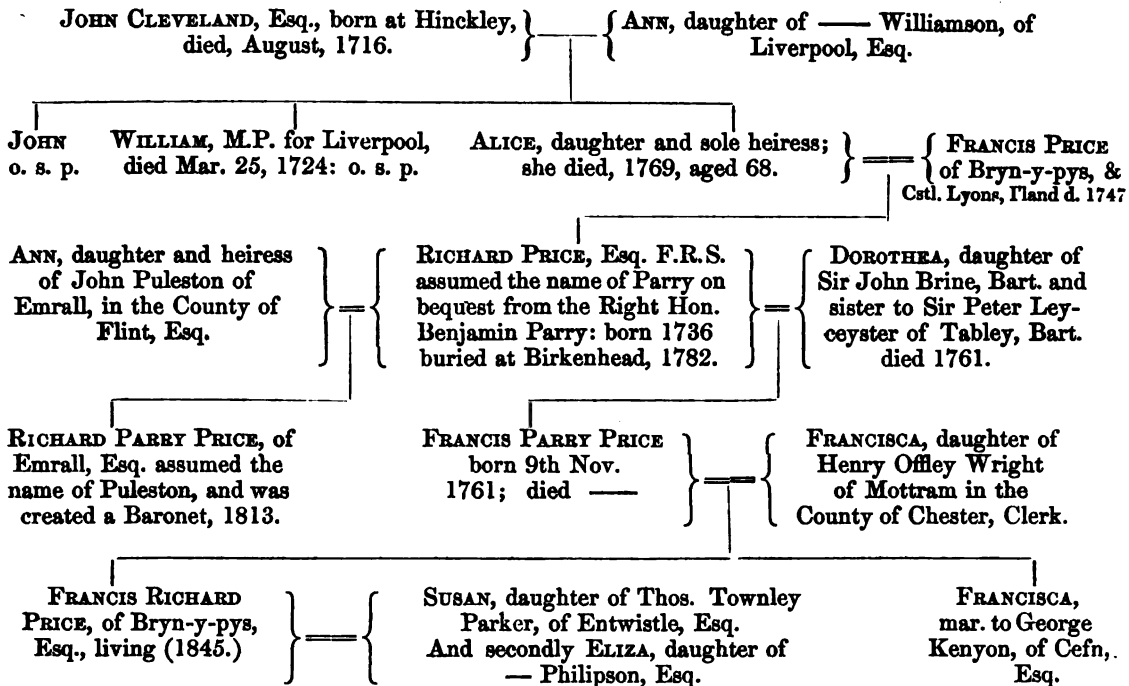 JOHN CLEVELAND, Esq., born at Hinckley,
died, August, 1716.
ANN, daughter of —— Williamson, of
Liverpool, Esq.
JOHN
o. s. p.
WILLIAM, M.P. for Liverpool,
died Mar. 25, 1724: o. s. p.
ALICE, daughter and sole heiress;
she died, 1769, aged 68.
FRANCIS PRICE
of Bryn-y-pys, &
Cstl. Lyons, I'land d. 1747
ANN, daughter and heiress
of John Puleston of
Emrall, in the County of
Flint, Esq.
RICHARD PRICE, Esq. F.R.S.
assumed the name of Parry on
bequest from the Right Hon.
Benjamin Parry: born 1736
buried at Birkenhead, 1782.
DOROTHEA, daughter of
Sir John Brine, Bart. and
sister to Sir Peter Ley-
ceyster of Tabley, Bart.
died 1761.
RICHARD PARRY PRICE, of
Emrall, Esq. assumed the
name of Puleston, and was
created a Baronet, 1813.
FRANCIS PARRY PRICE
born 9th Nov.
1761; died ——
FRANCISCA, daughter of
Henry Offley Wright
of Mottram in the
County of Chester, Clerk.
FRANCIS RICHARD
PRICE, of Bryn-y-pys,
Esq., living (1845.)
SUSAN, daughter of Thos. Townley
Parker, of Entwistle, Esq.
And secondly ELIZA, daughter of
— Philipson, Esq.
FRANCISCA,
mar. to George
Kenyon, of Cefn,
Esq.